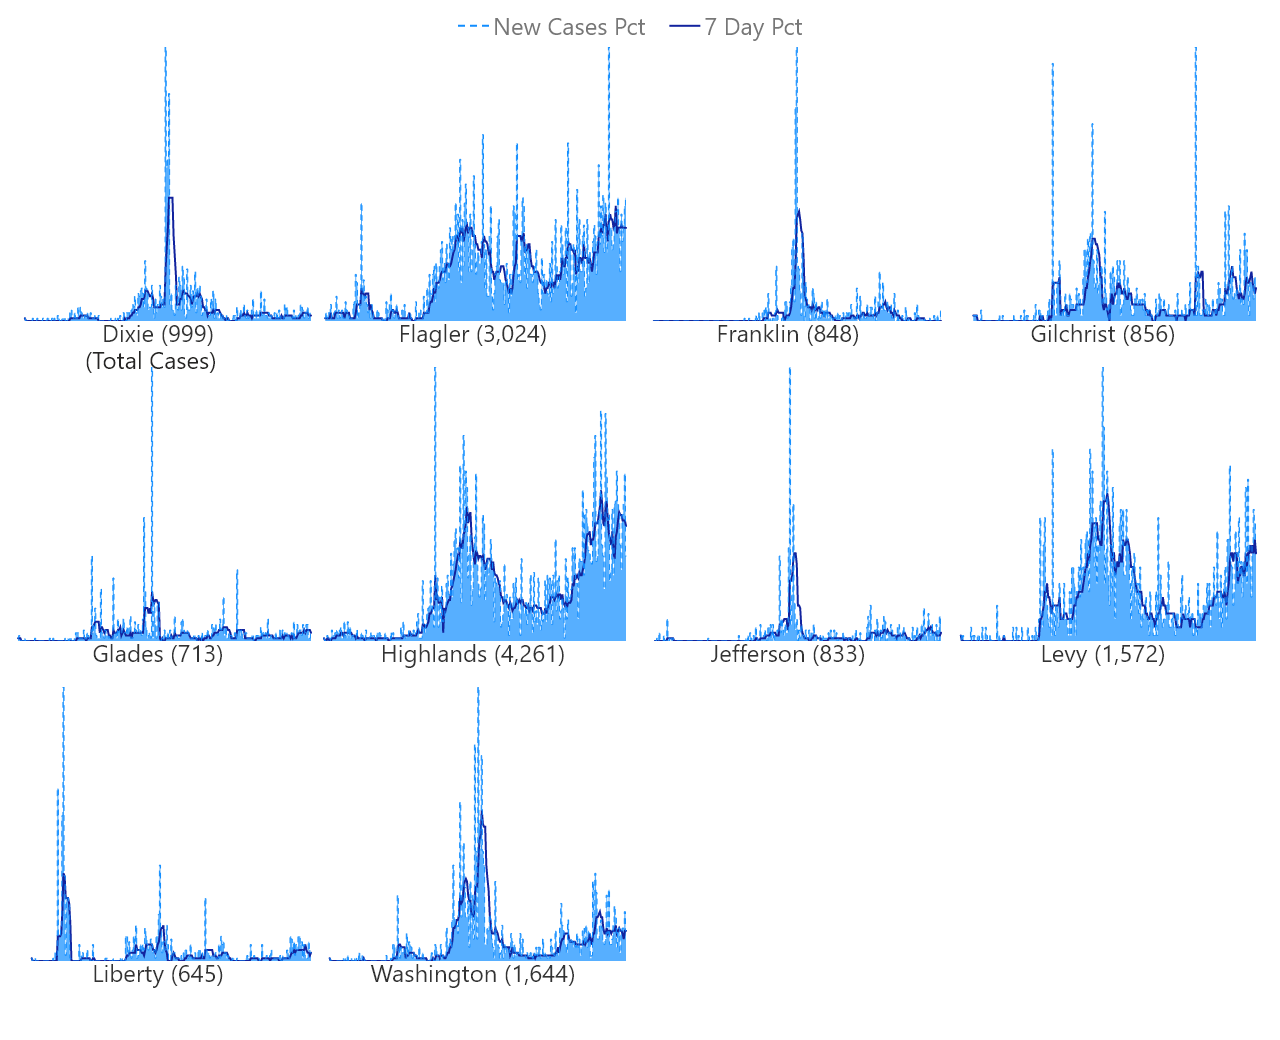 New Cases Pct 7 Day Pct
Dixie (999)
(Total Cases)
Flagler (3,024)
Franklin (848)
Gilchrist (856)
Glades (713)
Highlands (4,261)
Jefferson (833)
Levy (1,572)
Liberty (645)
Washington (1,644)